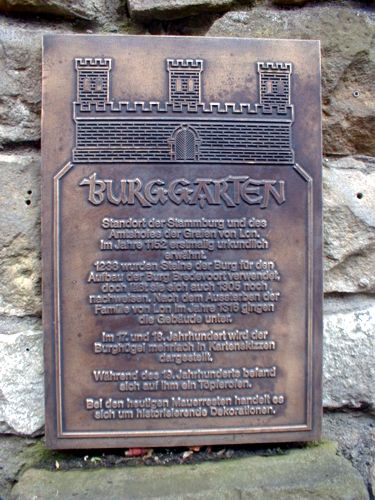 BURGGARTEN
Standort der Stammburg und des
Amtshofes der Grafen von Lon.
Im Jahre 1152 erstmalig urkundlich
erwähnt.
1238 wurden Steine der Burg für den
Aufbau der Burg Bredevort verwendet,
doch läßt sie sich auch 1305 noch
nachweisen. Nach dem Aussterben der
Familie von Lon im Jahre 1316 gingen
die Gebäude unter.
Im 17. und 18. Jahrhundert wird der
Burghügel mehrfach in Kartenskizzen
dargestellt.
Während des 19. Jahrhunderts befand
sich auf ihm ein Töpferofen.
Bei den heutigen Mauerresten handelt es
sich um historisierende Dekorationen.